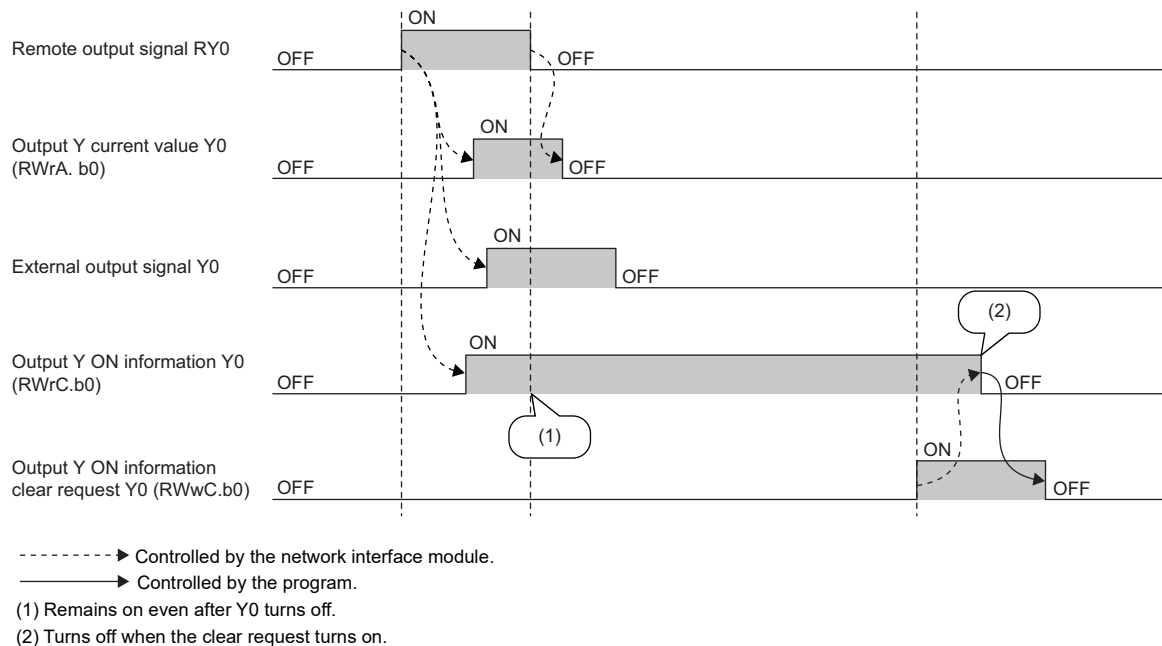 ON
Remote output signal RY0
OFF
OFF
ON
Output Y current value Y0
(RWrA. b0)
OFF
OFF
ON
External output signal Y0
OFF
OFF
(2)
ON
Output Y ON information Y0
(RWrC.b0)
OFF
OFF
(1)
ON
Output Y ON information
clear request Y0 (RWwC.b0)
OFF
OFF
Controlled by the network interface module.
Controlled by the program.
(1) Remains on even after Y0 turns off.
(2) Turns off when the clear request turns on.